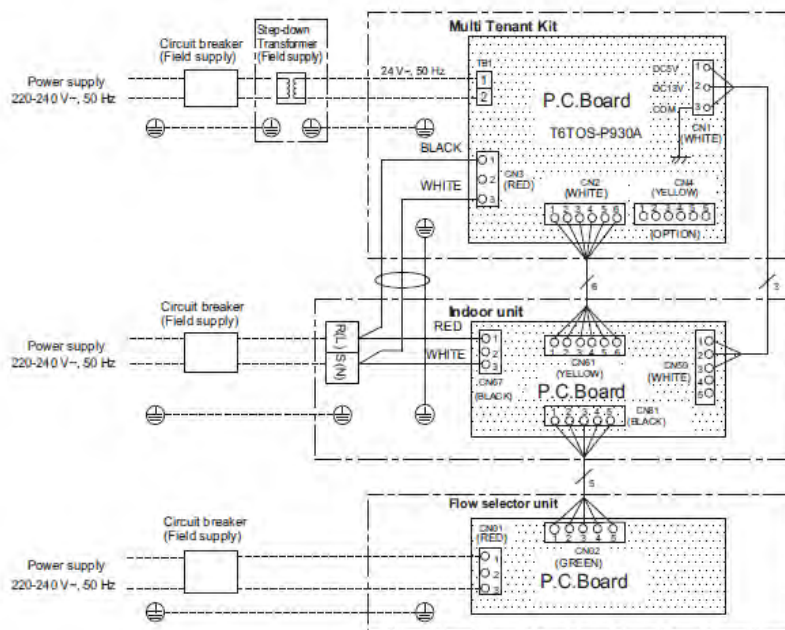 Multi Tenant Kit
Step-down
Transformer
(Field supply)
Circuit breaker
(Field supply)
Power supply
220-240 V~, 50 Hz
24 V~, 50 Hz
TB1
1
2
P.C.Board
T6TOS-P930A
DC5V
DC13V
COM
1
2
3
CN1
(WHITE)
BLACK
WHITE
1
2
3
CN3
(RED)
CN2
(WHITE)
1 2 3 4 5 6
CN4
(YELLOW)
1 2 3 4 5 6
(OPTION)
6
3
Circuit breaker
(Field supply)
Power supply
220-240 V~, 50 Hz
Indoor unit
R(L)
S(N)
RED
WHITE
1
2
3
CN67
(BLACK)
1 2 3 4 5 6
CN61
(YELLOW)
P.C.Board
1
2
3
4
5
CN50
(WHITE)
CN81
(BLACK)
1 2 3 4 5
5
Flow selector unit
Circuit breaker
(Field supply)
Power supply
220-240 V~, 50 Hz
CN01
(RED)
1
2
3
1 2 3 4 5
CN02
(GREEN)
P.C.Board